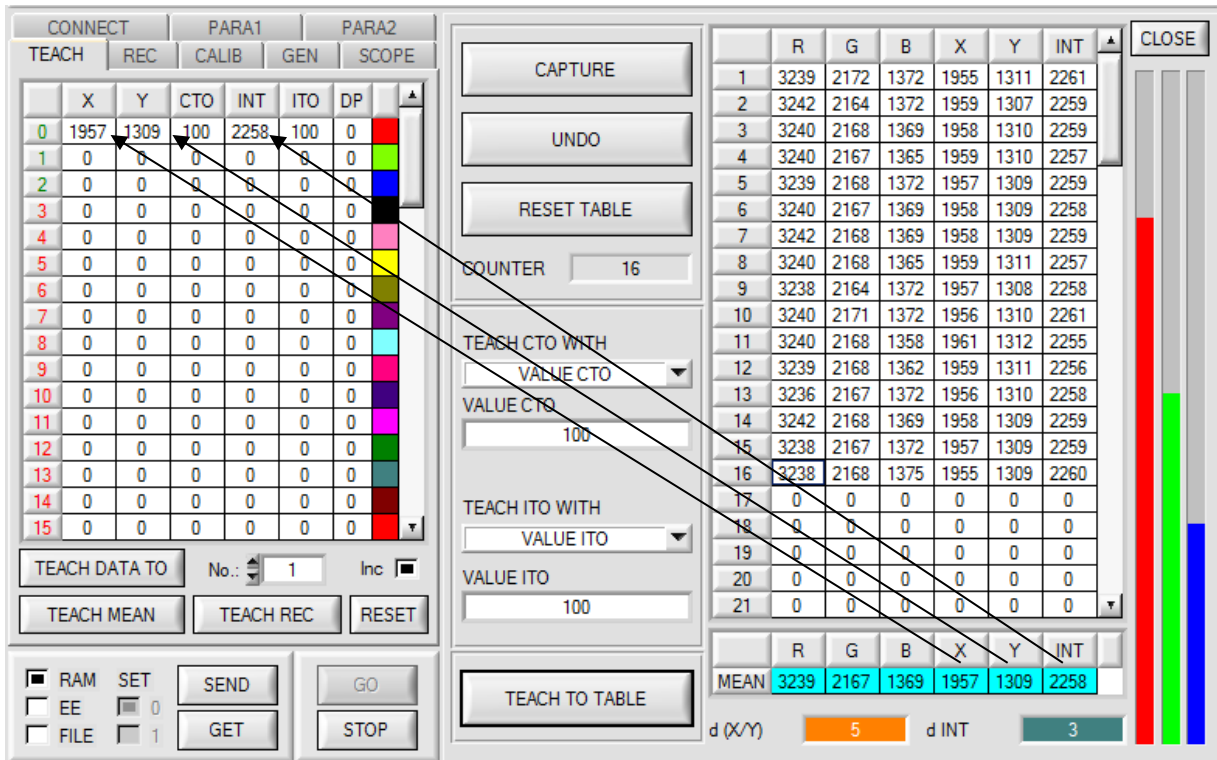 CONNECT PARA1 PARA2
TEACH REC CALIB GEN SCOPE
X Y CTO INT ITO DP
0 1957 1309 100 2258 100 0
1 0 0 0 0 0 0
2 0 0 0 0 0 0
3 0 0 0 0 0 0
4 0 0 0 0 0 0
5 0 0 0 0 0 0
6 0 0 0 0 0 0
7 0 0 0 0 0 0
8 0 0 0 0 0 0
9 0 0 0 0 0 0
10 0 0 0 0 0 0
11 0 0 0 0 0 0
12 0 0 0 0 0 0
13 0 0 0 0 0 0
14 0 0 0 0 0 0
15 0 0 0 0 0 0
TEACH DATA TO No.: 1 Inc
TEACH MEAN TEACH REC RESET
RAM SET SEND GO
EE 0
FILE 1 GET STOP
CAPTURE
UNDO
RESET TABLE
COUNTER 16
TEACH CTO WITH
VALUE CTO
VALUE CTO
100
TEACH ITO WITH
VALUE ITO
VALUE ITO
100
TEACH TO TABLE
R G B X Y INT
1 3239 2172 1372 1955 1311 2261
2 3242 2164 1372 1959 1307 2259
3 3240 2168 1369 1958 1310 2259
4 3240 2167 1365 1959 1310 2257
5 3239 2168 1372 1957 1309 2259
6 3240 2167 1369 1958 1309 2258
7 3242 2168 1369 1958 1309 2259
8 3240 2168 1365 1959 1311 2257
9 3238 2164 1372 1957 1308 2258
10 3240 2171 1372 1956 1310 2261
11 3240 2168 1358 1961 1312 2255
12 3239 2168 1362 1959 1311 2256
13 3236 2167 1372 1956 1310 2258
14 3242 2168 1369 1958 1309 2259
15 3238 2167 1372 1957 1309 2259
16 3238 2168 1375 1955 1309 2260
17 0 0 0 0 0 0
18 0 0 0 0 0 0
19 0 0 0 0 0 0
20 0 0 0 0 0 0
21 0 0 0 0 0 0
R G B X Y INT
MEAN 3239 2167 1369 1957 1309 2258
d (X/Y) 5 d INT 3
CLOSE